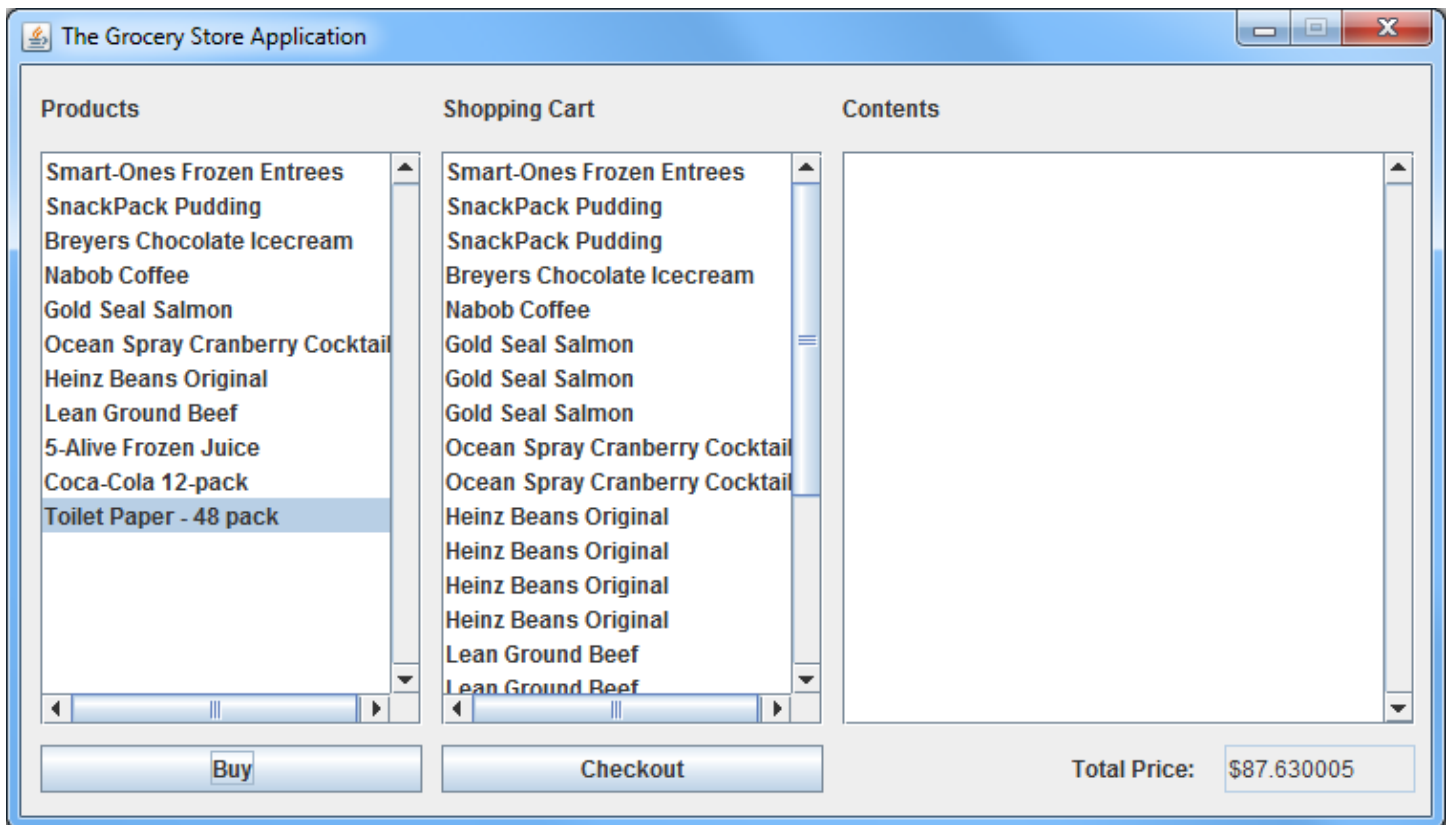 The Grocery Store Application
Products
Smart-Ones Frozen Entrees
SnackPack Pudding
Breyers Chocolate Icecream
Nabob Coffee
Gold Seal Salmon
Ocean Spray Cranberry Cocktail
Heinz Beans Original
Lean Ground Beef
5-Alive Frozen Juice
Coca-Cola 12-pack
Toilet Paper - 48 pack
Buy
Shopping Cart
Smart-Ones Frozen Entrees
SnackPack Pudding
SnackPack Pudding
Breyers Chocolate Icecream
Nabob Coffee
Gold Seal Salmon
Gold Seal Salmon
Gold Seal Salmon
Ocean Spray Cranberry Cocktail
Ocean Spray Cranberry Cocktail
Heinz Beans Original
Heinz Beans Original
Heinz Beans Original
Heinz Beans Original
Lean Ground Beef
Lean Ground Beef
Checkout
Contents
Total Price: $87.630005